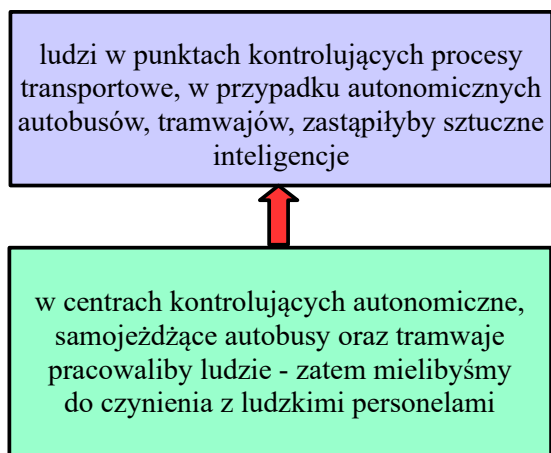 ludzi w punktach kontrolujących procesy
transportowe, w przypadku autonomicznych
autobusów, tramwajów, zastąpiłyby sztuczne
inteligencje
w centrach kontrolujących autonomiczne,
samojeżdżące autobusy oraz tramwaje
pracowaliby ludzie - zatem mielibyśmy
do czynienia z ludzkimi personelami